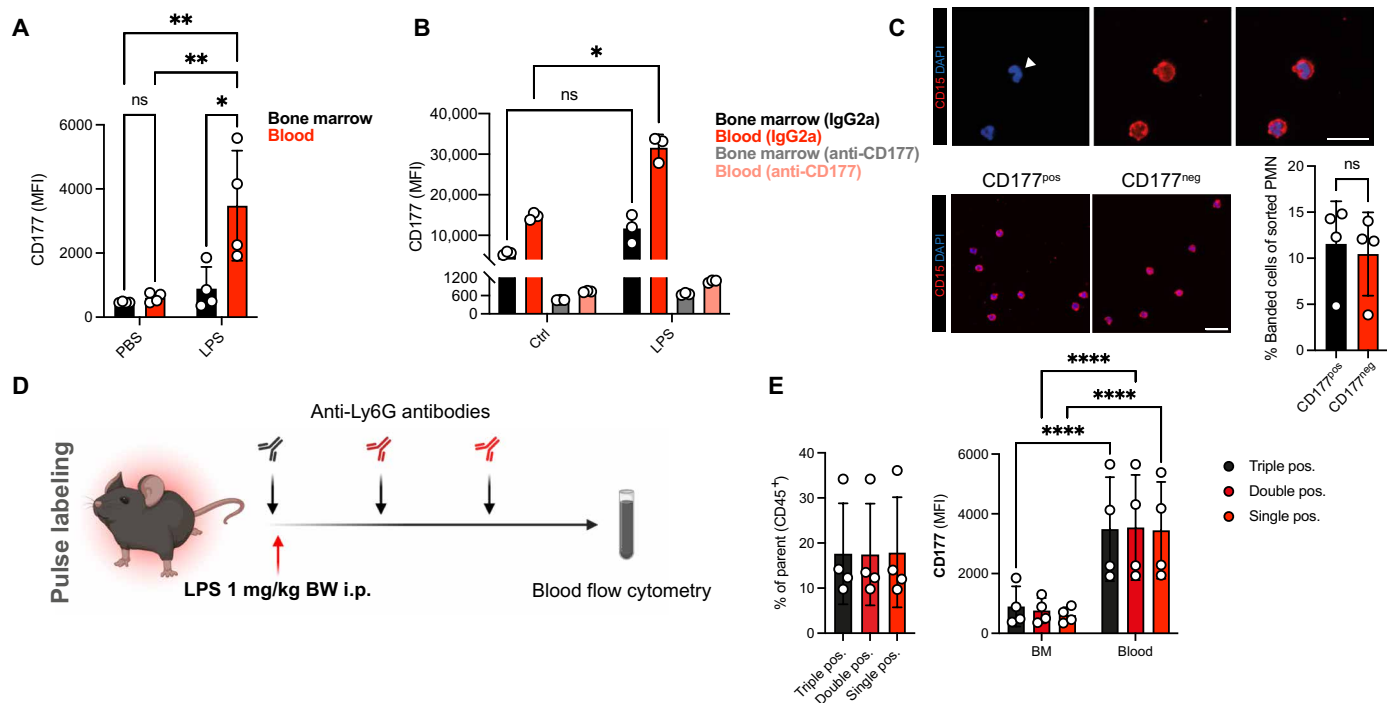 A
**
**
ns
*
Bone marrow
Blood
CD177 (MFI)
6000
4000
2000
0
PBS
LPS
B
*
ns
Bone marrow (IgG2a)
Blood (IgG2a)
Bone marrow (anti-CD177)
Blood (anti-CD177)
CD177 (MFI)
40,000
30,000
20,000
10,000
1200
600
0
Ctrl
LPS
C
CD15 DAPI
CD177pos
CD177neg
CD15 DAPI
ns
% Banded cells of sorted PMN
20
15
10
5
0
CD177pos
CD177neg
D
Pulse labeling
Anti-Ly6G antibodies
LPS 1 mg/kg BW i.p.
Blood flow cytometry
E
% of parent (CD45+)
40
30
20
10
0
Triple pos.
Double pos.
Single pos.
****
****
****
CD177 (MFI)
6000
4000
2000
0
BM
Blood
Triple pos.
Double pos.
Single pos.